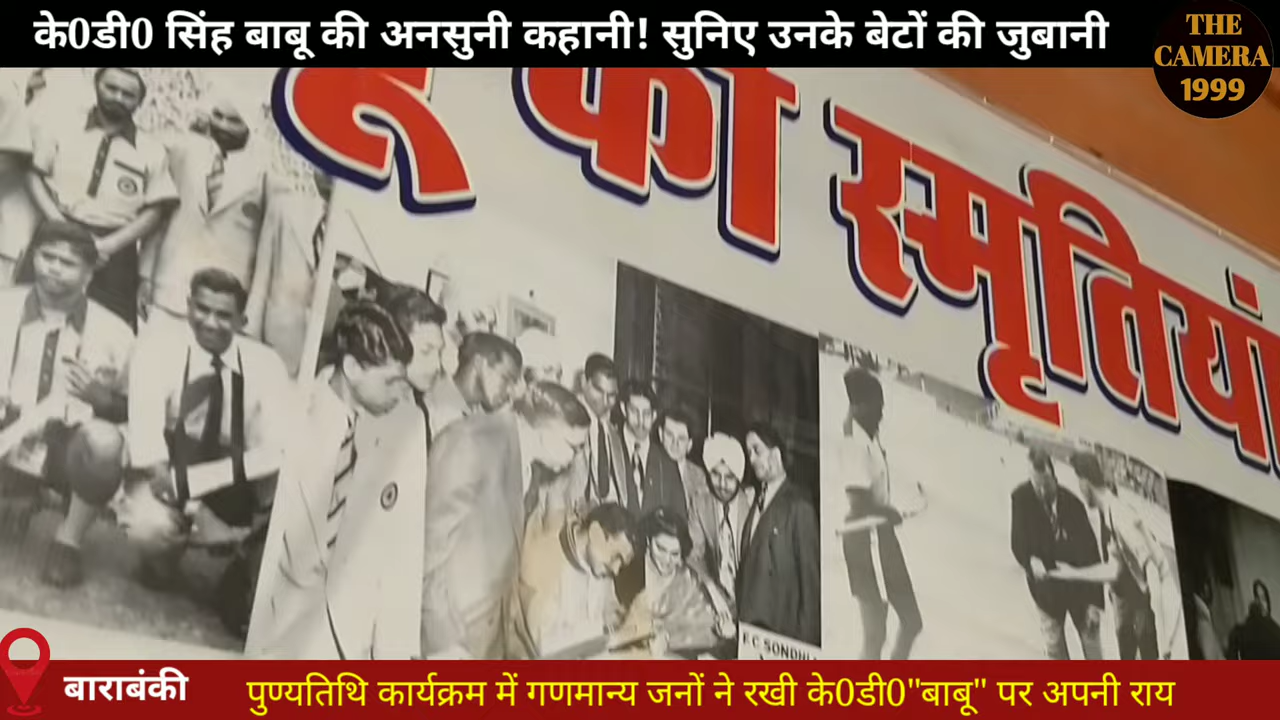 के0डी0 सिंह बाबू की अनसुनी कहानी! सुनिए उनके बेटों की जुबानी
THE
CAMERA
1999
की स्मृतियां
F.C SONDHI
बाराबंकी
पुण्यतिथि कार्यक्रम में गणमान्य जनों ने रखी के0डी0"बाबू" पर अपनी राय